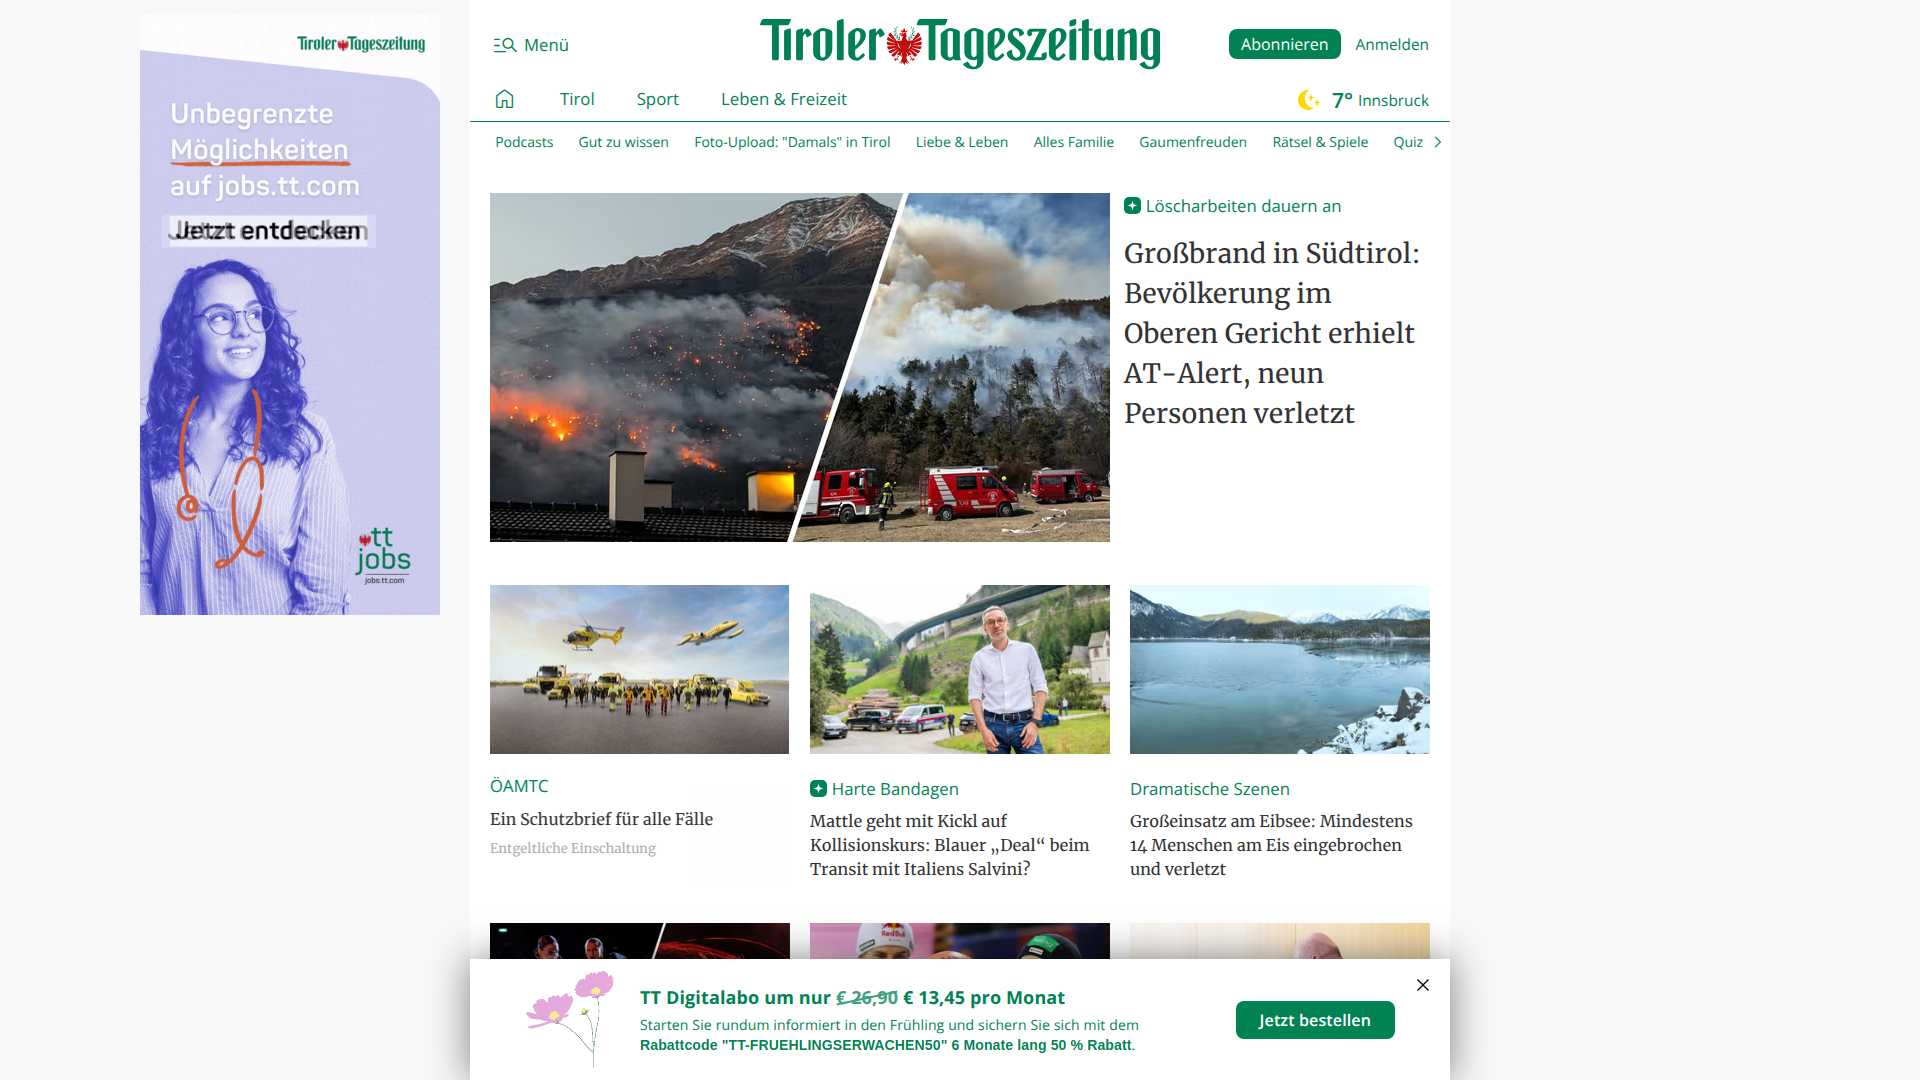 Tiroler Tageszeitung
Unbegrenzte
Möglichkeiten
auf jobs.tt.com
Jetzt entdecken
tt
jobs
jobs.tt.com
Menü
Tiroler Tageszeitung
Abonnieren
Anmelden
Tirol
Sport
Leben & Freizeit
7° Innsbruck
Podcasts
Gut zu wissen
Foto-Upload: "Damals" in Tirol
Liebe & Leben
Alles Familie
Gaumenfreuden
Rätsel & Spiele
Quiz
Löscharbeiten dauern an
Großbrand in Südtirol:
Bevölkerung im
Oberen Gericht erhielt
AT-Alert, neun
Personen verletzt
ÖAMTC
Ein Schutzbrief für alle Fälle
Entgeltliche Einschaltung
Harte Bandagen
Mattle geht mit Kickl auf
Kollisionskurs: Blauer „Deal“ beim
Transit mit Italiens Salvini?
Dramatische Szenen
Großeinsatz am Eibsee: Mindestens
14 Menschen am Eis eingebrochen
und verletzt
Red Bull
TT Digitalabo um nur € 26,90 € 13,45 pro Monat
Starten Sie rundum informiert in den Frühling und sichern Sie sich mit dem
Rabattcode "TT-FRUEHLINGSERWACHEN50" 6 Monate lang 50 % Rabatt.
Jetzt bestellen